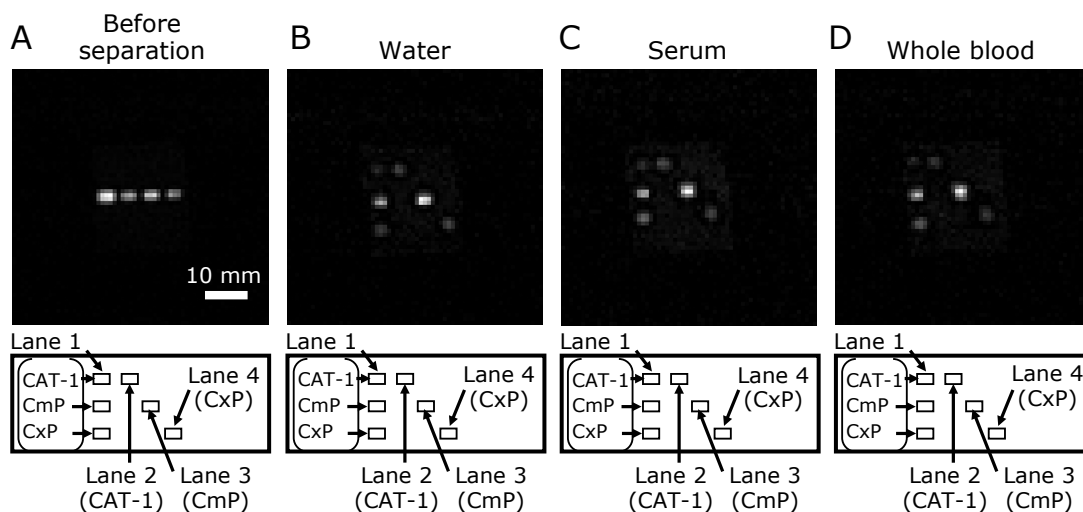 A
Before
separation
B
Water
C
Serum
D
Whole blood
10 mm
Lane 1
CAT-1
CmP
CxP
Lane 4
(CxP)
Lane 2
(CAT-1)
Lane 3
(CmP)
Lane 1
CAT-1
CmP
CxP
Lane 4
(CxP)
Lane 2
(CAT-1)
Lane 3
(CmP)
Lane 1
CAT-1
CmP
CxP
Lane 4
(CxP)
Lane 2
(CAT-1)
Lane 3
(CmP)
Lane 1
CAT-1
CmP
CxP
Lane 4
(CxP)
Lane 2
(CAT-1)
Lane 3
(CmP)